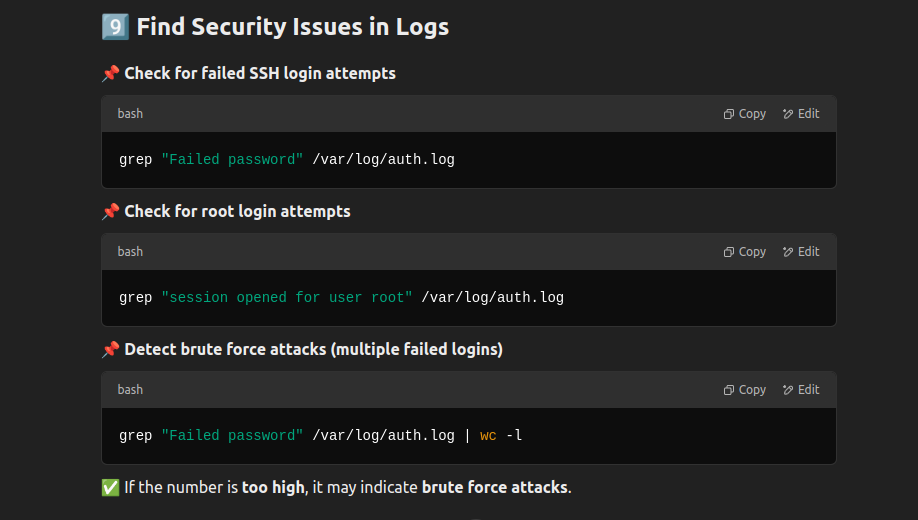 9️⃣ Find Security Issues in Logs
📌 Check for failed SSH login attempts
bash Copy Edit
grep "Failed password" /var/log/auth.log
📌 Check for root login attempts
bash Copy Edit
grep "session opened for user root" /var/log/auth.log
📌 Detect brute force attacks (multiple failed logins)
bash Copy Edit
grep "Failed password" /var/log/auth.log | wc -l
✅ If the number is too high, it may indicate brute force attacks.